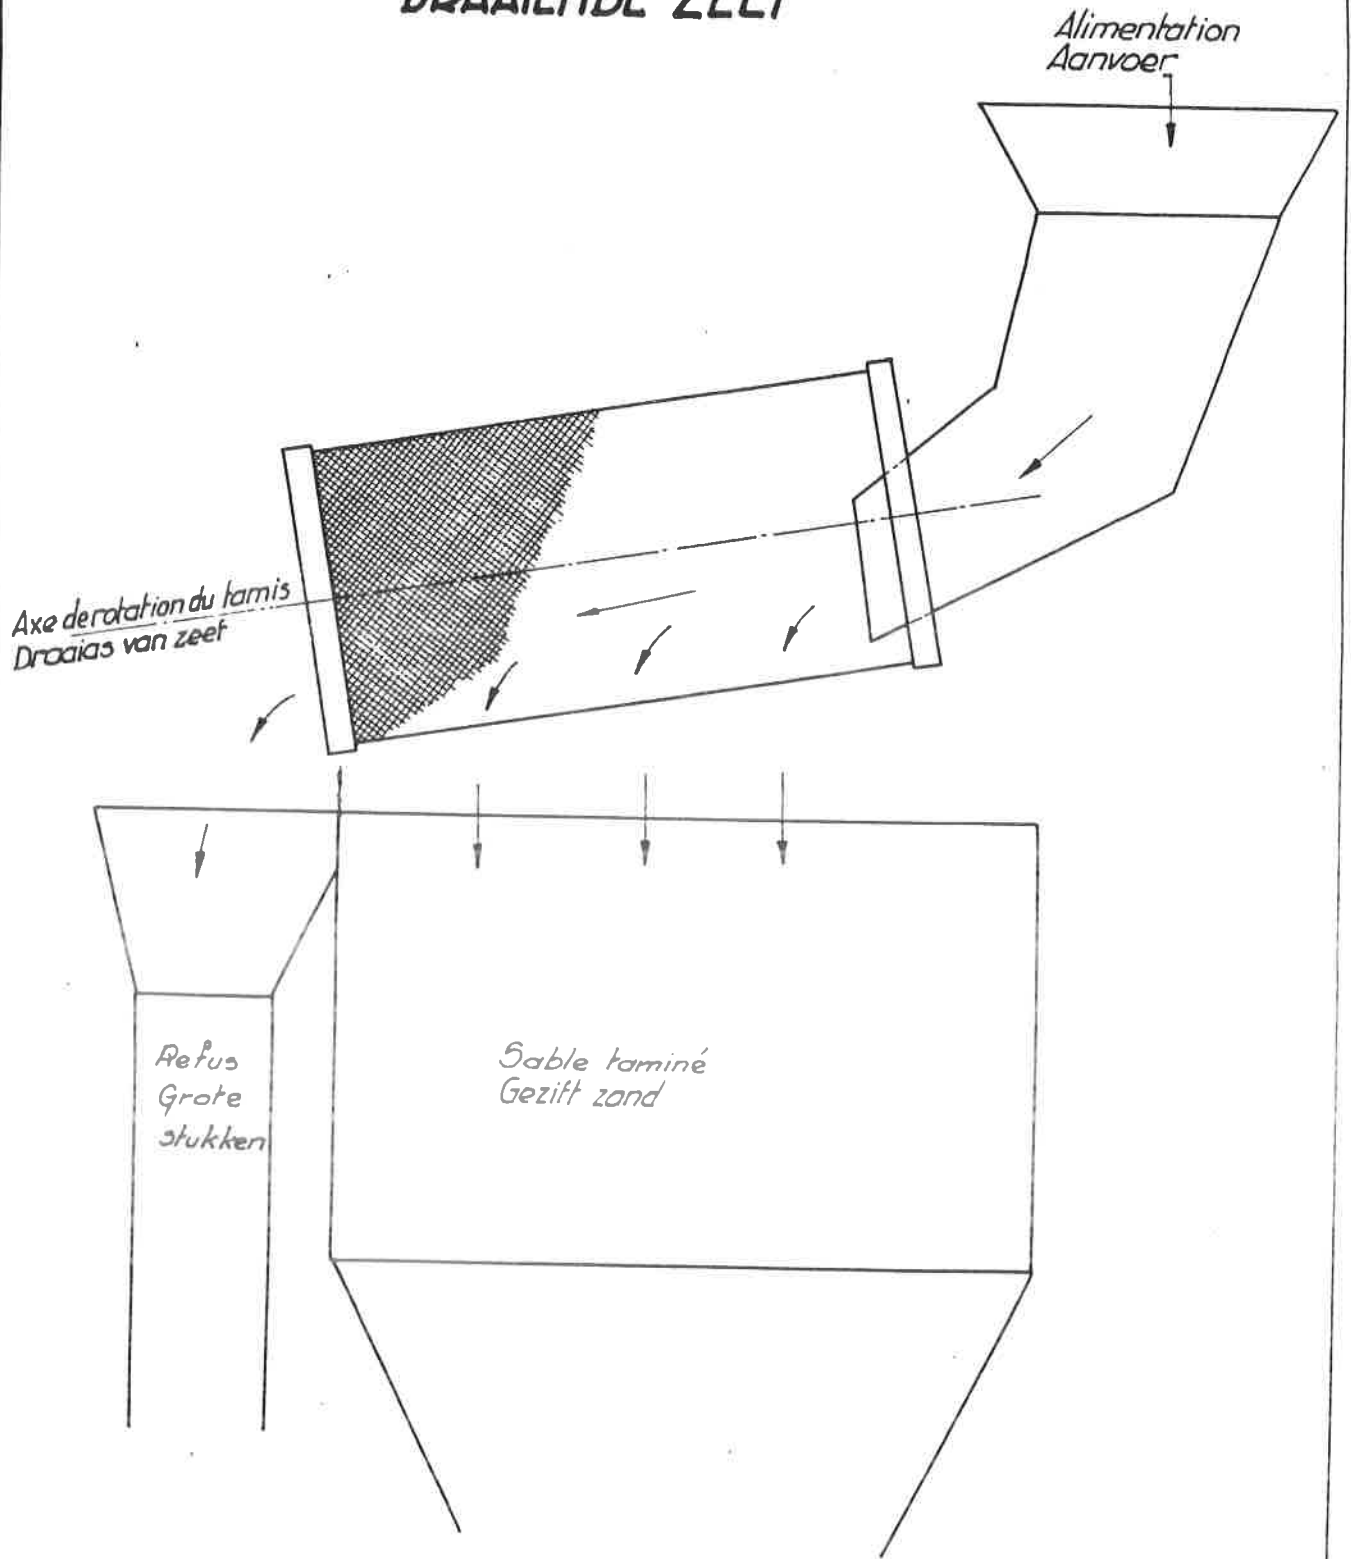 DRAAIENDE ZEEF
Alimentation
Aanvoer
Axe de rotation du tamis
Draaias van zeef
Refus
Grote
stukken
Sable taminé
Gezift zand